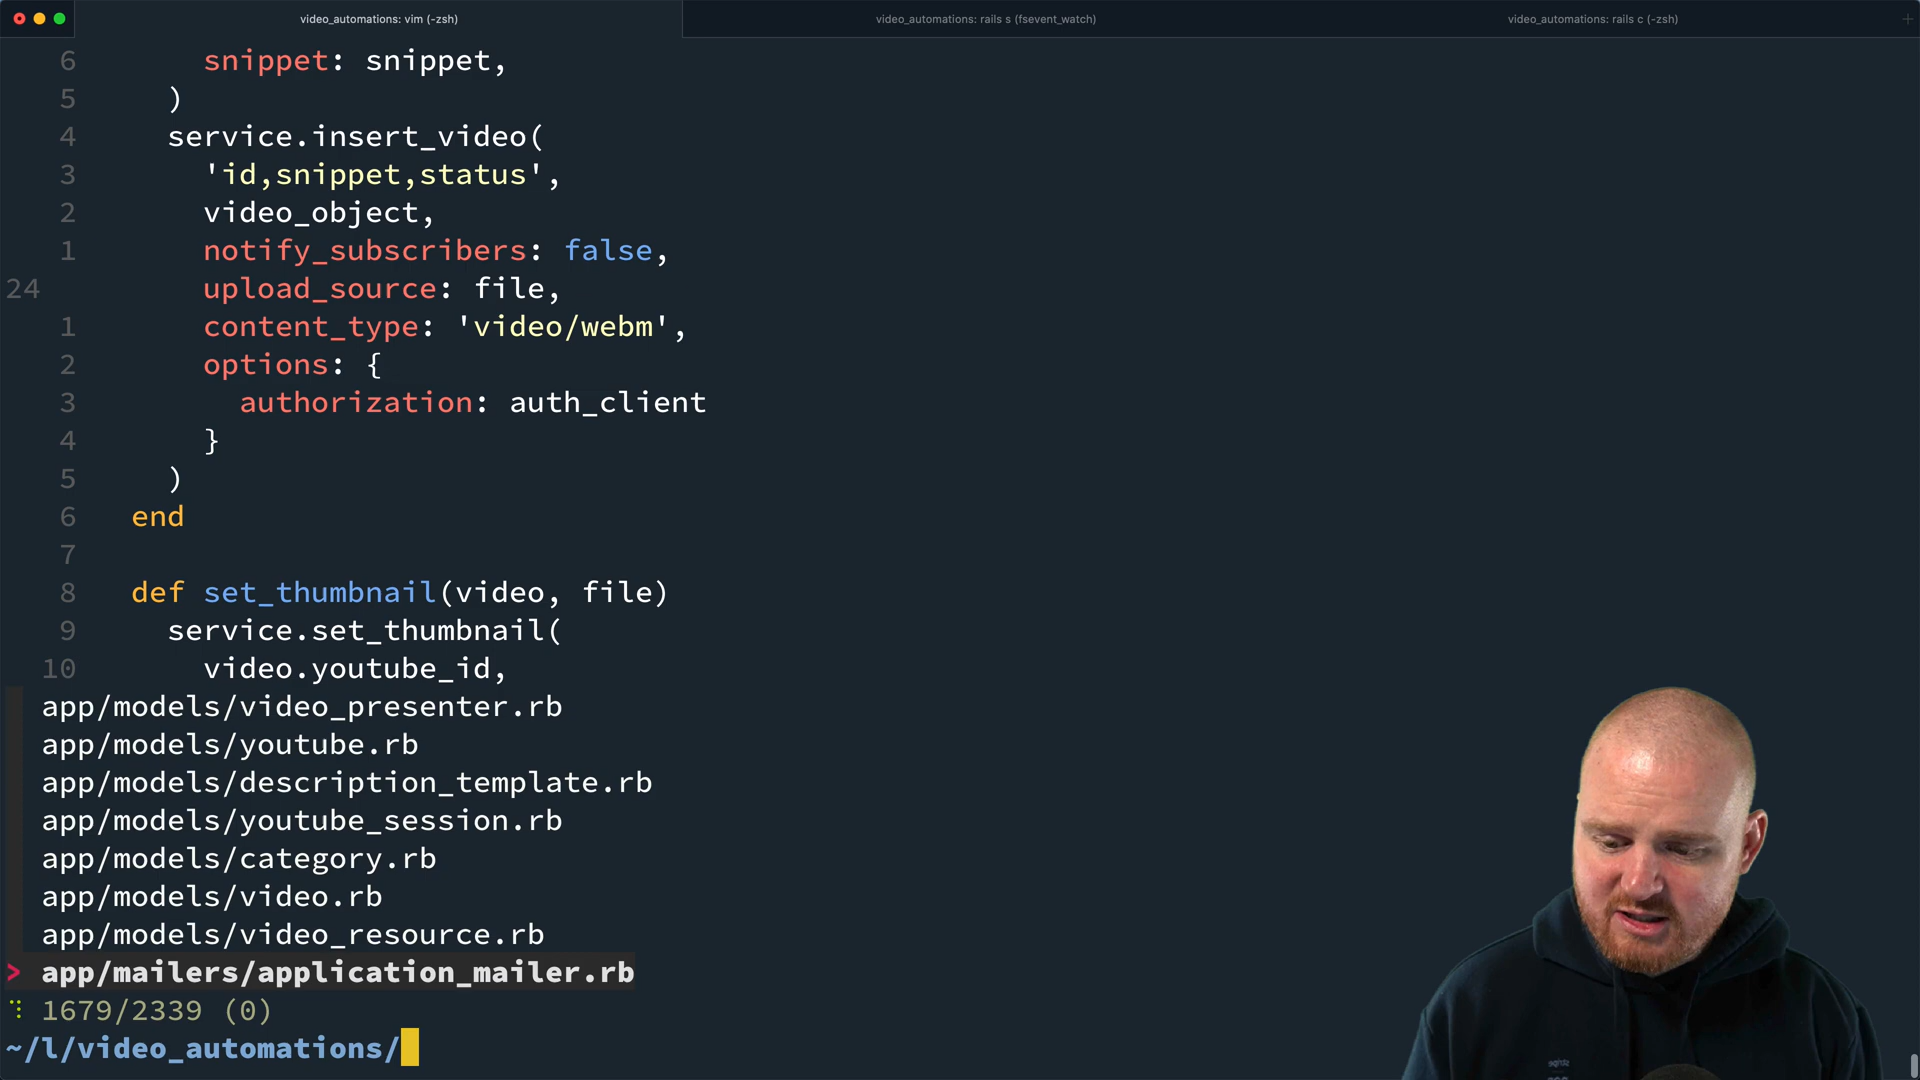 video_automations: vim (-zsh)
video_automations: rails s (fsevent_watch)
video_automations: rails c (-zsh)
+
6 snippet: snippet,
5 )
4 service.insert_video(
3 'id,snippet,status',
2 video_object,
1 notify_subscribers: false,
24 upload_source: file,
1 content_type: 'video/webm',
2 options: {
3 authorization: auth_client
4 }
5 )
6 end
7
8 def set_thumbnail(video, file)
9 service.set_thumbnail(
10 video.youtube_id,
app/models/video_presenter.rb
app/models/youtube.rb
app/models/description_template.rb
app/models/youtube_session.rb
app/models/category.rb
app/models/video.rb
app/models/video_resource.rb
> app/mailers/application_mailer.rb
1679/2339 (0)
~/l/video_automations/